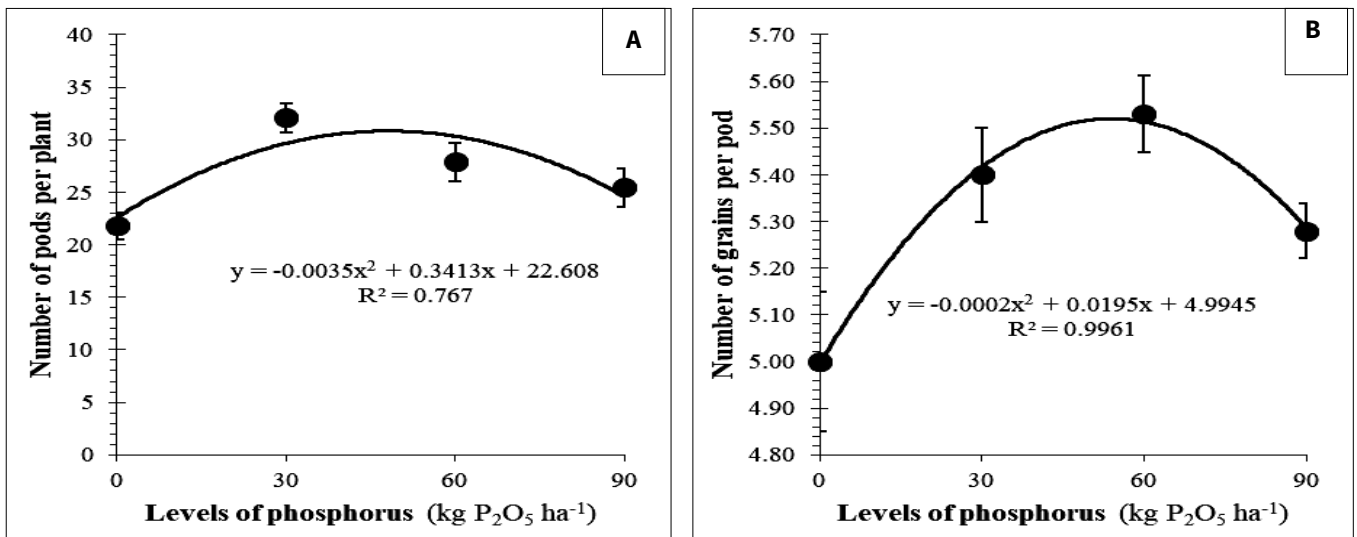 A
Number of pods per plant
40
35
30
25
20
15
10
5
0
y = -0.0035x² + 0.3413x + 22.608
R² = 0.767
0 30 60 90
Levels of phosphorus (kg P₂O₅ ha⁻¹)
B
Number of grains per pod
5.70
5.60
5.50
5.40
5.30
5.20
5.10
5.00
4.90
4.80
y = -0.0002x² + 0.0195x + 4.9945
R² = 0.9961
0 30 60 90
Levels of phosphorus (kg P₂O₅ ha⁻¹)